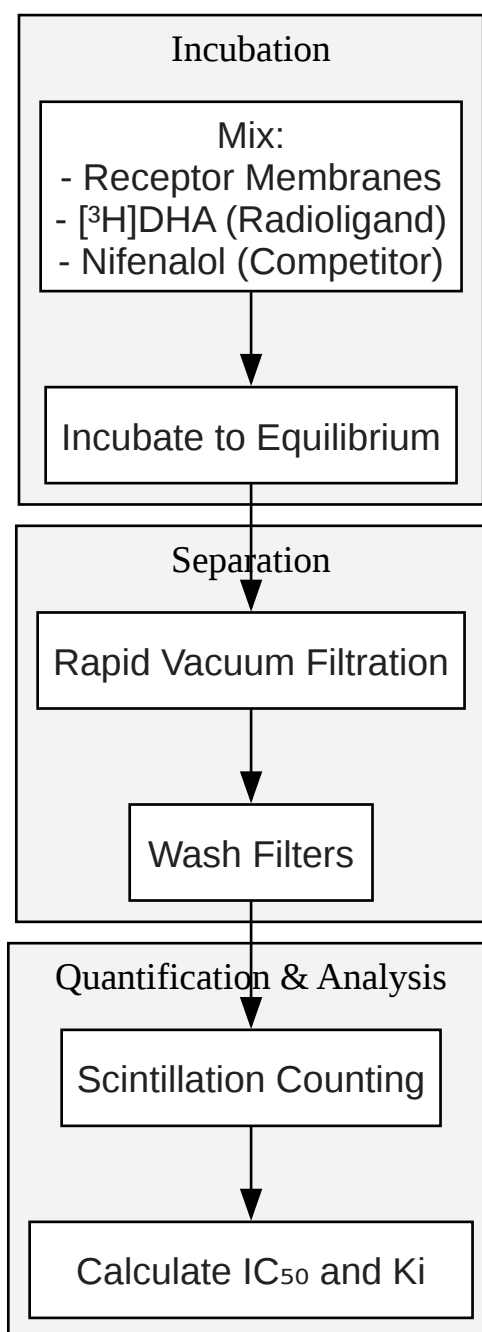 Incubation
Mix:
- Receptor Membranes
- [³H]DHA (Radioligand)
- Nifenalol (Competitor)
Incubate to Equilibrium
Separation
Rapid Vacuum Filtration
Wash Filters
Quantification & Analysis
Scintillation Counting
Calculate IC₅₀ and Ki